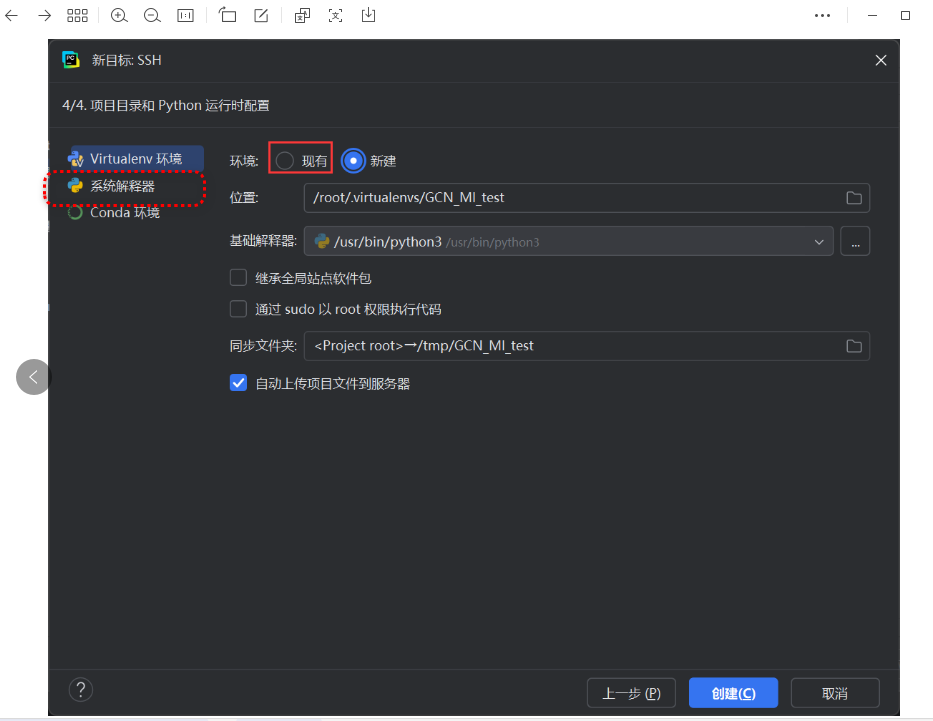 新目标: SSH
4/4. 项目目录和 Python 运行时配置
Virtualenv 环境
系统解释器
Conda 环境
环境: 现有 新建
位置: /root/.virtualenvs/GCN_MI_test
基础解释器: /usr/bin/python3 /usr/bin/python3 ...
继承全局站点软件包
通过 sudo 以 root 权限执行代码
同步文件夹: <Project root>→/tmp/GCN_MI_test
自动上传项目文件到服务器
? 上一步 (P) 创建(C) 取消